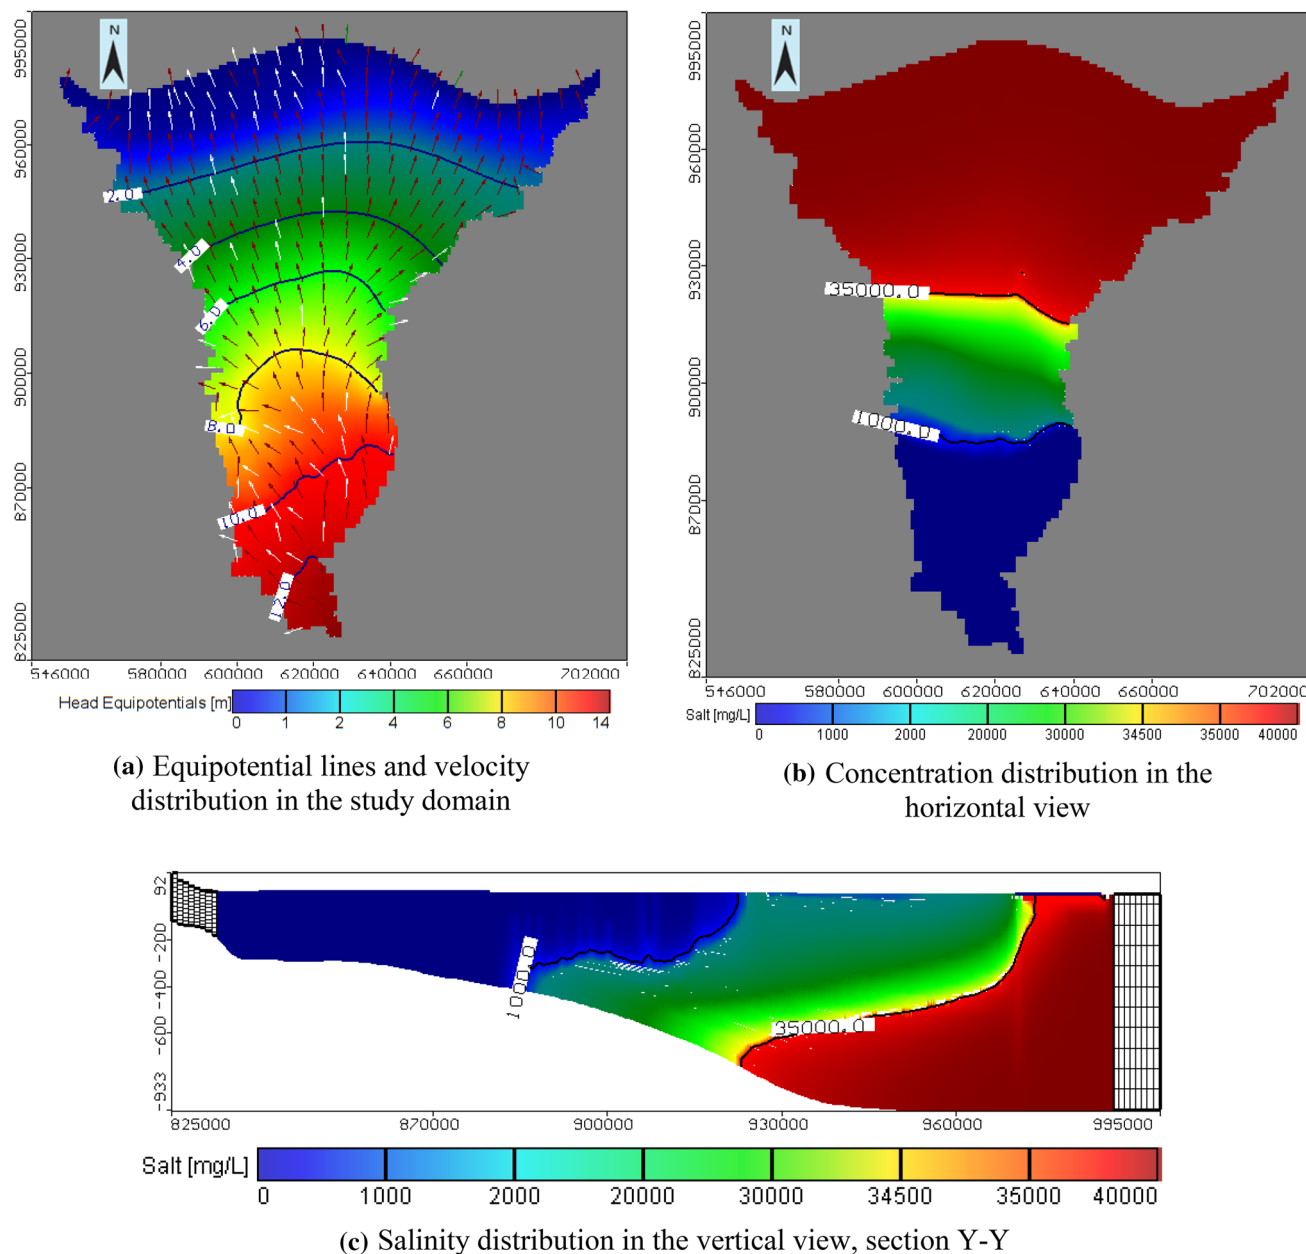 N
995000
960000
930000
900000
870000
825000
2.0
4.0
6.0
8.0
10.0
12.0
516000 580000 600000 620000 640000 660000 702000
Head Equipotentials [m]
0 1 2 4 6 8 10 14
(a) Equipotential lines and velocity
distribution in the study domain
N
995000
960000
930000
900000
870000
825000
35000.0
1000.0
516000 580000 600000 620000 640000 660000 702000
Salt [mg/L]
0 1000 2000 20000 30000 34500 35000 40000
(b) Concentration distribution in the
horizontal view
92
-200
-400
-600
-933
1000.0
35000.0
825000 870000 900000 930000 960000 995000
Salt [mg/L]
0 1000 2000 20000 30000 34500 35000 40000
(c) Salinity distribution in the vertical view, section Y-Y